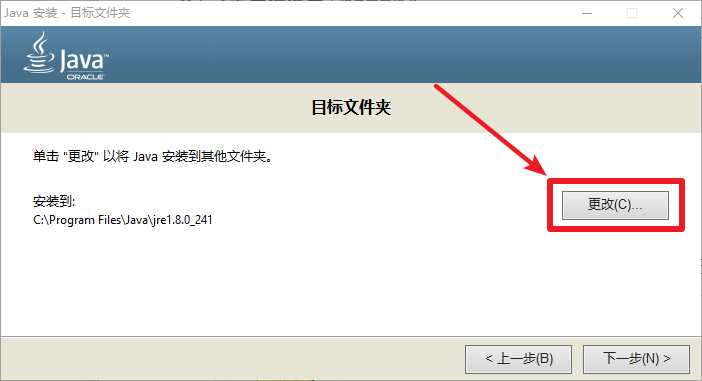 Java 安装 - 目标文件夹
Java™
ORACLE
目标文件夹
单击 "更改" 以将 Java 安装到其他文件夹。
安装到:
更改(C)...
C:\Program Files\Java\jre1.8.0_241
< 上一步(B)
下一步(N) >